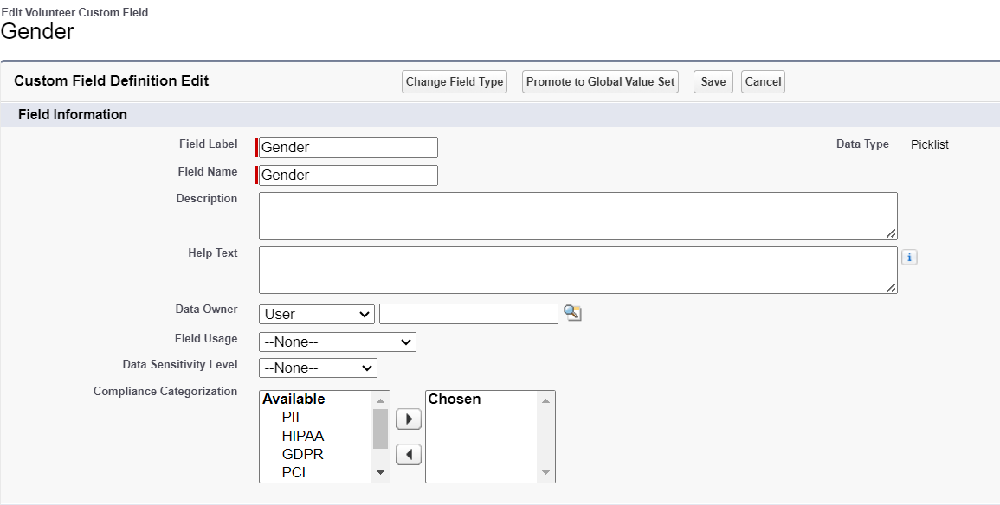 Edit Volunteer Custom Field
Gender
Custom Field Definition Edit
Change Field Type
Promote to Global Value Set
Save
Cancel
Field Information
Field Label
Gender
Data Type
Picklist
Field Name
Gender
Description
Help Text
i
Data Owner
User
Field Usage
--None--
Data Sensitivity Level
--None--
Compliance Categorization
Available
PII
HIPAA
GDPR
PCI
Chosen